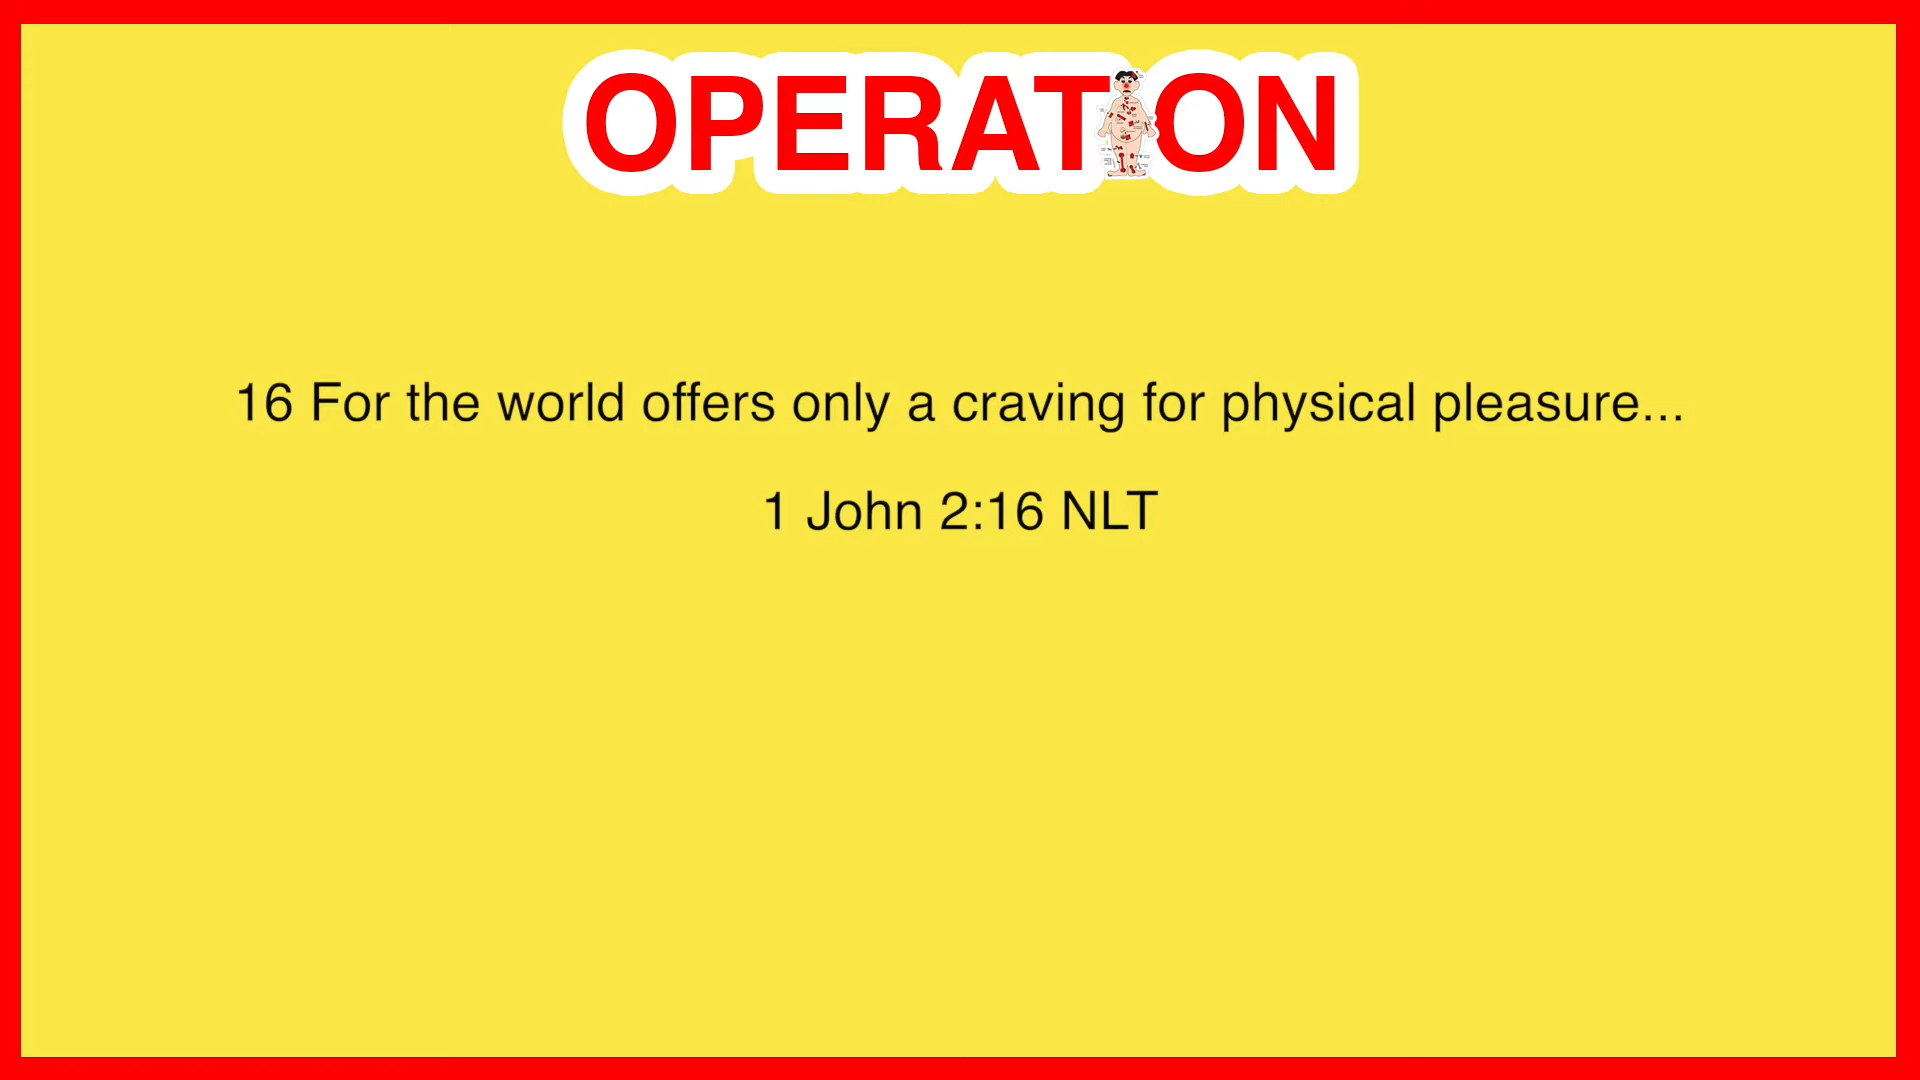 OPERATION
16 For the world offers only a craving for physical pleasure...
1 John 2:16 NLT